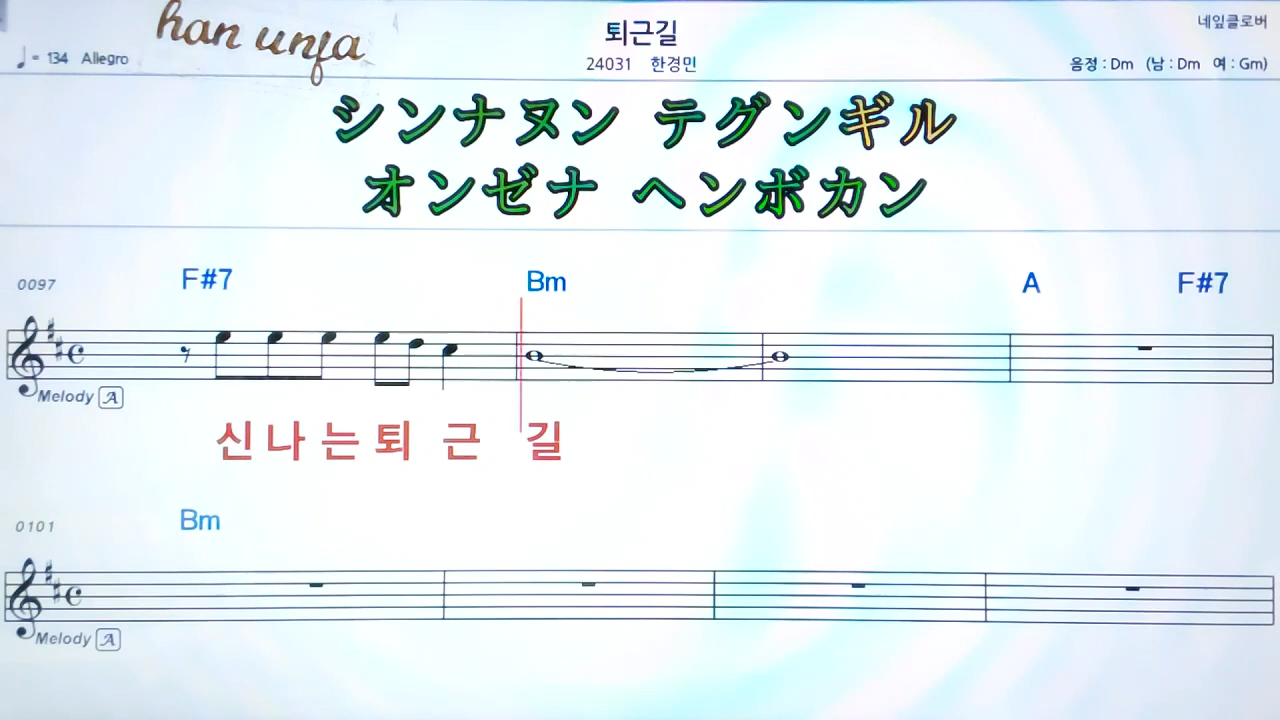 han unja
퇴근길
네잎클로버
♩= 134 Allegro
24031 한경민
음정 : Dm (남 : Dm 여 : Gm)
シンナヌン テグンギル
オンゼナ ヘンボカン
0097
F#7 Bm A F#7
Melody A
신나는퇴 근 길
0101
Bm
Melody A